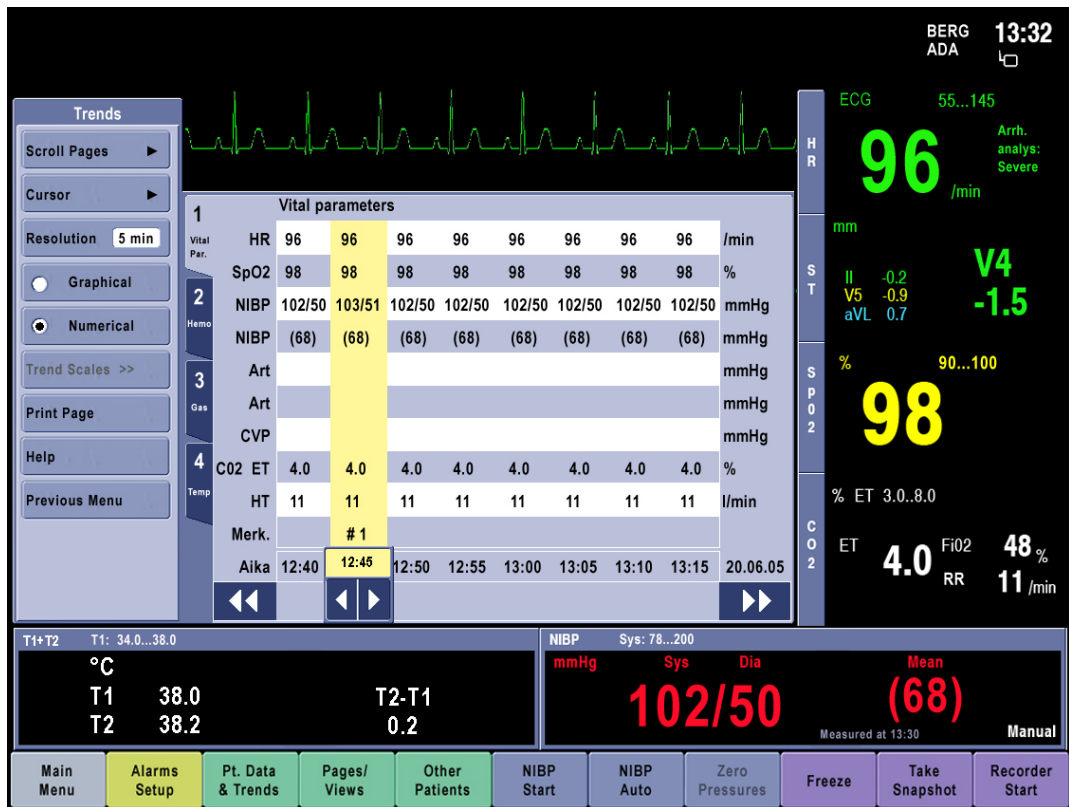 BERG
ADA
13:32
Trends
Scroll Pages
Cursor
Resolution 5 min
Graphical
Numerical
Trend Scales >>
Print Page
Help
Previous Menu
1
Vital
Par.
2
Hemo
3
Gas
4
Temp
Vital parameters
HR 96 96 96 96 96 96 96 96 /min
SpO2 98 98 98 98 98 98 98 98 %
NIBP 102/50 103/51 102/50 102/50 102/50 102/50 102/50 102/50 mmHg
NIBP (68) (68) (68) (68) (68) (68) (68) (68) mmHg
Art mmHg
Art mmHg
CVP mmHg
C02 ET 4.0 4.0 4.0 4.0 4.0 4.0 4.0 4.0 %
HT 11 11 11 11 11 11 11 11 l/min
Merk. # 1
Aika 12:40 12:45 12:50 12:55 13:00 13:05 13:10 13:15 20.06.05
HR
ECG 55...145
96 /min
Arrh.
analys:
Severe
ST
mm
II -0.2
V5 -0.9
aVL 0.7
V4
-1.5
Sp02
% 90...100
98
CO2
% ET 3.0..8.0
ET 4.0
Fi02 48 %
RR 11 /min
T1+T2 T1: 34.0...38.0
°C
T1 38.0
T2 38.2
T2-T1
0.2
NIBP Sys: 78...200
mmHg Sys Dia Mean
102/50 (68)
Measured at 13:30 Manual
Main
Menu
Alarms
Setup
Pt. Data
& Trends
Pages/
Views
Other
Patients
NIBP
Start
NIBP
Auto
Zero
Pressures
Freeze
Take
Snapshot
Recorder
Start